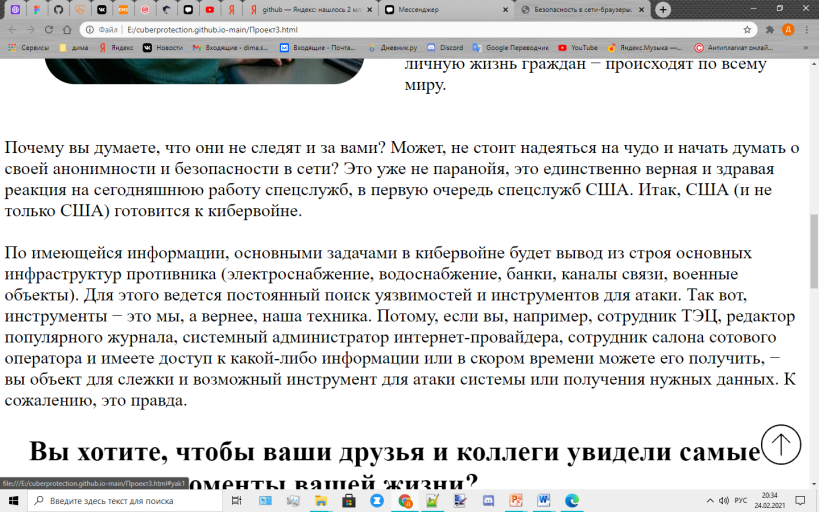 github — Яндекс: нашлось 2 мл
Мессенджер
Безопасность в сети-браузеры.
Файл | E:/cuberprotection.github.io-main/Проект3.html
Сервисы
дима
Яндекс
Новости
Входящие - dima.s...
Входящие - Почта...
Дневник.ру
Discord
Google Переводчик
YouTube
Яндекс.Музыка —...
Антиплагиат онлай...
личную жизнь граждан − происходят по всему
миру.
Почему вы думаете, что они не следят и за вами? Может, не стоит надеяться на чудо и начать думать о
своей анонимности и безопасности в сети? Это уже не паранойя, это единственно верная и здравая
реакция на сегодняшнюю работу спецслужб, в первую очередь спецслужб США. Итак, США (и не
только США) готовится к кибервойне.
По имеющейся информации, основными задачами в кибервойне будет вывод из строя основных
инфраструктур противника (электроснабжение, водоснабжение, банки, каналы связи, военные
объекты). Для этого ведется постоянный поиск уязвимостей и инструментов для атаки. Так вот,
инструменты − это мы, а вернее, наша техника. Потому, если вы, например, сотрудник ТЭЦ, редактор
популярного журнала, системный администратор интернет-провайдера, сотрудник салона сотового
оператора и имеете доступ к какой-либо информации или в скором времени можете его получить, −
вы объект для слежки и возможный инструмент для атаки системы или получения нужных данных. К
сожалению, это правда.
Вы хотите, чтобы ваши друзья и коллеги увидели самые
моменты вашей жизни?
file:///E:/cuberprotection.github.io-main/Проект3.html#yak1
Введите здесь текст для поиска
РУС
20:34
24.02.2021